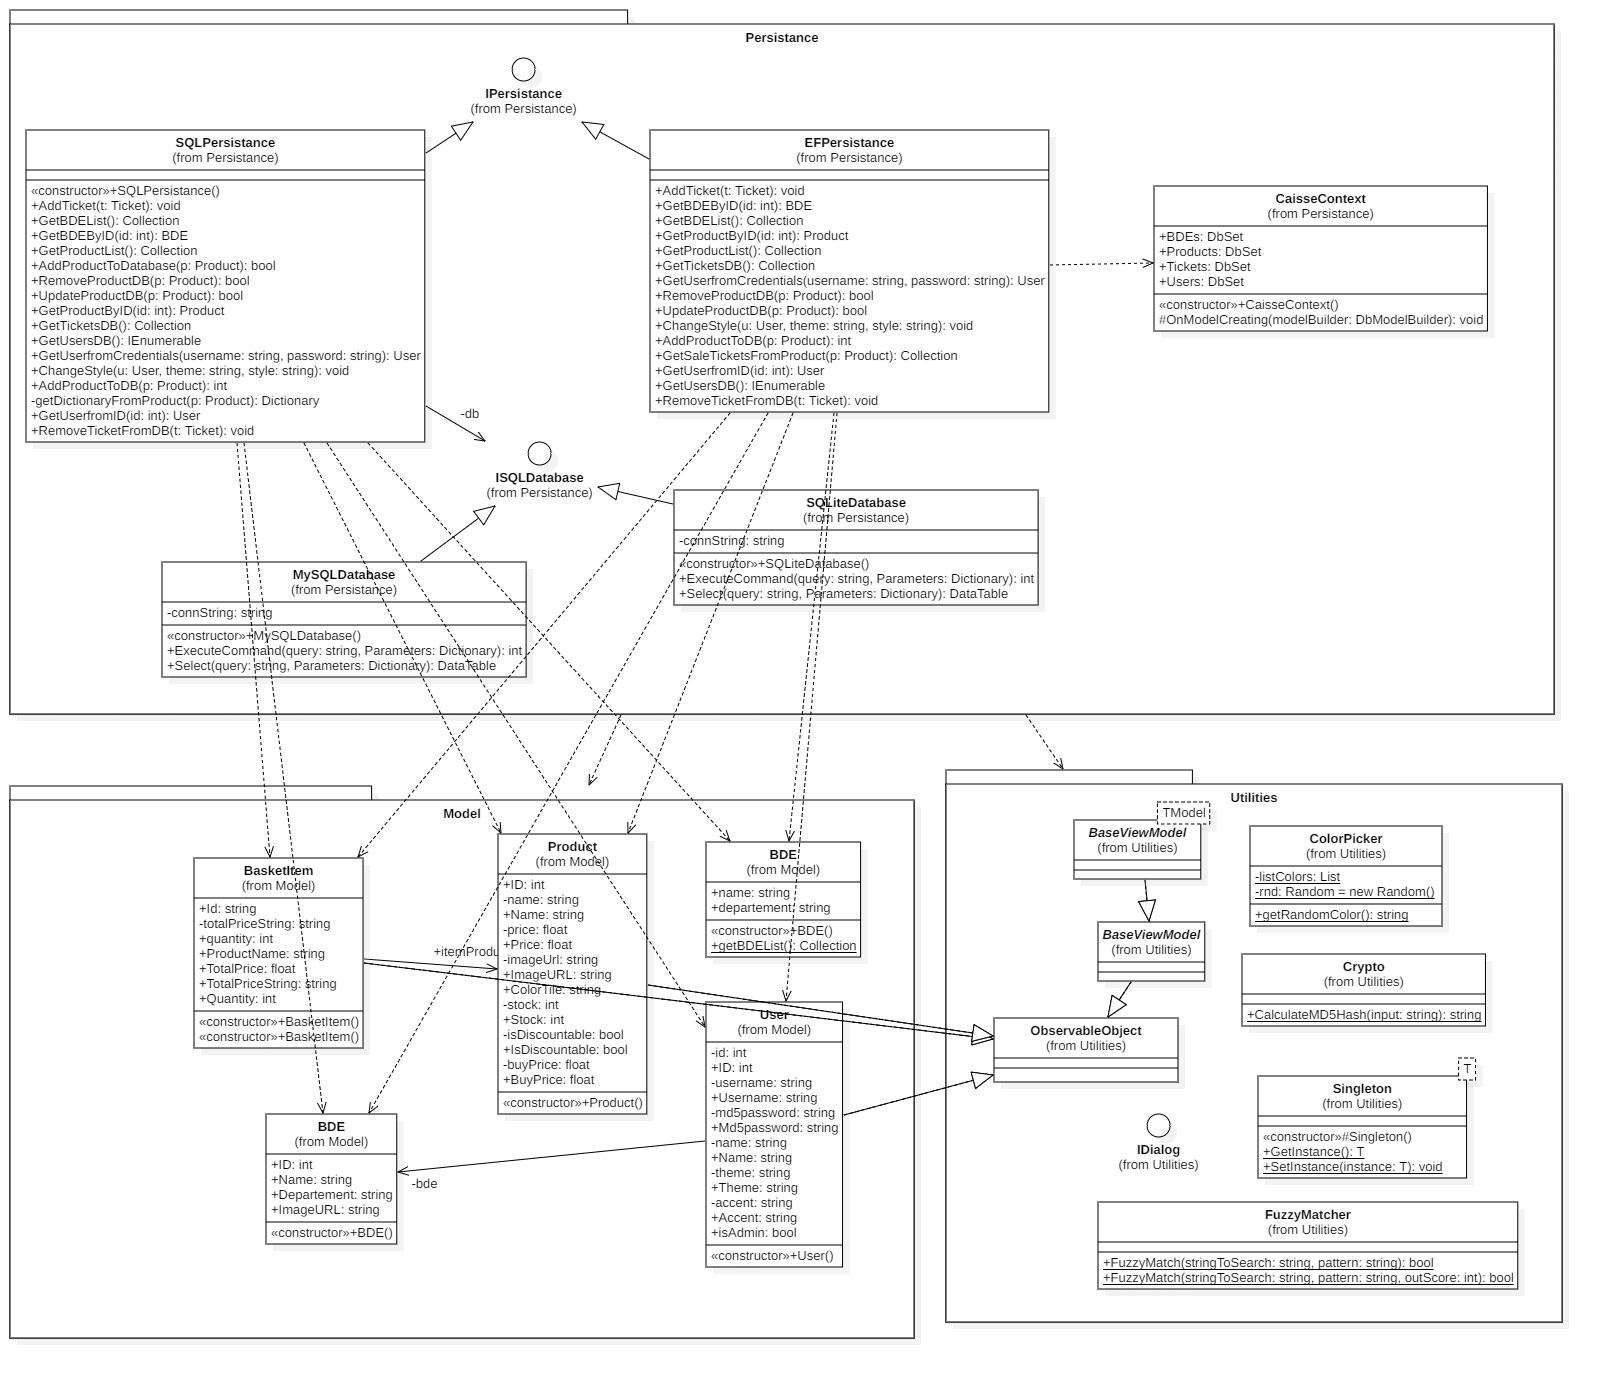 Persistance
IPersistance
(from Persistance)
SQLPersistance
(from Persistance)
«constructor»+SQLPersistance()
+AddTicket(t: Ticket): void
+GetBDEList(): Collection
+GetBDEByID(id: int): BDE
+GetProductList(): Collection
+AddProductToDatabase(p: Product): bool
+RemoveProductDB(p: Product): bool
+UpdateProductDB(p: Product): bool
+GetProductByID(id: int): Product
+GetTicketsDB(): Collection
+GetUsersDB(): IEnumerable
+GetUserfromCredentials(username: string, password: string): User
+ChangeStyle(u: User, theme: string, style: string): void
+AddProductToDB(p: Product): int
-getDictionaryFromProduct(p: Product): Dictionary
+GetUserfromID(id: int): User
+RemoveTicketFromDB(t: Ticket): void
EFPersistance
(from Persistance)
+AddTicket(t: Ticket): void
+GetBDEByID(id: int): BDE
+GetBDEList(): Collection
+GetProductByID(id: int): Product
+GetProductList(): Collection
+GetTicketsDB(): Collection
+GetUserfromCredentials(username: string, password: string): User
+RemoveProductDB(p: Product): bool
+UpdateProductDB(p: Product): bool
+ChangeStyle(u: User, theme: string, style: string): void
+AddProductToDB(p: Product): int
+GetSaleTicketsFromProduct(p: Product): Collection
+GetUserfromID(id: int): User
+GetUsersDB(): IEnumerable
+RemoveTicketFromDB(t: Ticket): void
CaisseContext
(from Persistance)
+BDEs: DbSet
+Products: DbSet
+Tickets: DbSet
+Users: DbSet
«constructor»+CaisseContext()
#OnModelCreating(modelBuilder: DbModelBuilder): void
-db
ISQLDatabase
(from Persistance)
SQLiteDatabase
(from Persistance)
-connString: string
«constructor»+SQLiteDatabase()
+ExecuteCommand(query: string, Parameters: Dictionary): int
+Select(query: string, Parameters: Dictionary): DataTable
MySQLDatabase
(from Persistance)
-connString: string
«constructor»+MySQLDatabase()
+ExecuteCommand(query: string, Parameters: Dictionary): int
+Select(query: string, Parameters: Dictionary): DataTable
Model
BasketItem
(from Model)
+Id: string
-totalPriceString: string
+quantity: int
+ProductName: string
+TotalPrice: float
+TotalPriceString: string
+Quantity: int
«constructor»+BasketItem()
«constructor»+BasketItem()
+itemProdu
Product
(from Model)
+ID: int
-name: string
+Name: string
-price: float
+Price: float
-imageUrl: string
+ImageURL: string
+ColorTile: string
-stock: int
+Stock: int
-isDiscountable: bool
+IsDiscountable: bool
-buyPrice: float
+BuyPrice: float
«constructor»+Product()
BDE
(from Model)
+name: string
+departement: string
«constructor»+BDE()
+getBDEList(): Collection
User
(from Model)
-id: int
+ID: int
-username: string
+Username: string
-md5password: string
+Md5password: string
-name: string
+Name: string
-theme: string
+Theme: string
-accent: string
+Accent: string
+isAdmin: bool
«constructor»+User()
BDE
(from Model)
+ID: int
+Name: string
+Departement: string
+ImageURL: string
«constructor»+BDE()
-bde
Utilities
TModel
BaseViewModel
(from Utilities)
BaseViewModel
(from Utilities)
ObservableObject
(from Utilities)
IDialog
(from Utilities)
ColorPicker
(from Utilities)
-listColors: List
-rnd: Random = new Random()
+getRandomColor(): string
Crypto
(from Utilities)
+CalculateMD5Hash(input: string): string
T
Singleton
(from Utilities)
«constructor»#Singleton()
+GetInstance(): T
+SetInstance(instance: T): void
FuzzyMatcher
(from Utilities)
+FuzzyMatch(stringToSearch: string, pattern: string): bool
+FuzzyMatch(stringToSearch: string, pattern: string, outScore: int): bool